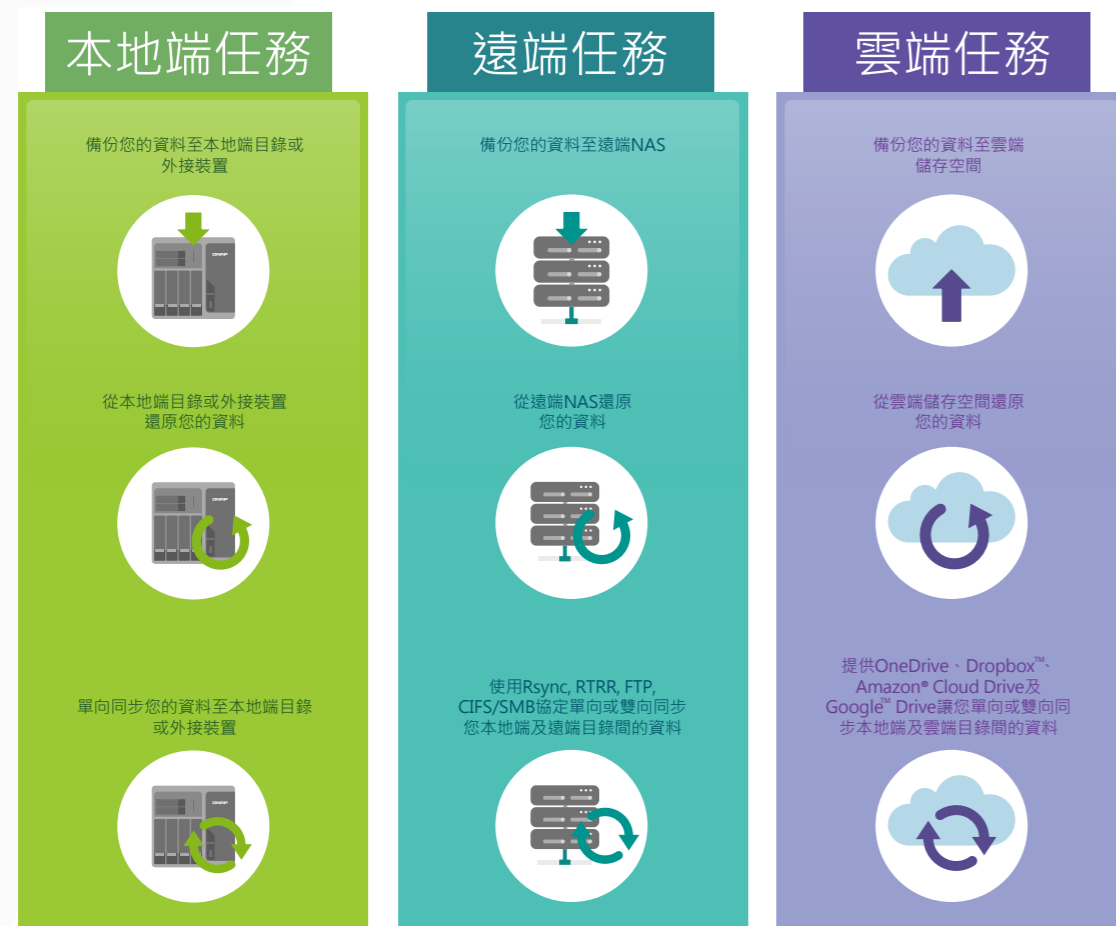 本地端任務
備份您的資料至本地端目錄或
外接裝置
QNAP
從本地端目錄或外接裝置
還原您的資料
QNAP
單向同步您的資料至本地端目錄
或外接裝置
QNAP
遠端任務
備份您的資料至遠端NAS
從遠端NAS還原
您的資料
使用Rsync, RTRR, FTP,
CIFS/SMB協定單向或雙向同步
您本地端及遠端目錄間的資料
雲端任務
備份您的資料至雲端
儲存空間
從雲端儲存空間還原
您的資料
提供OneDrive、Dropbox™、
Amazon® Cloud Drive及
Google™ Drive讓您單向或雙向同
步本地端及雲端目錄間的資料